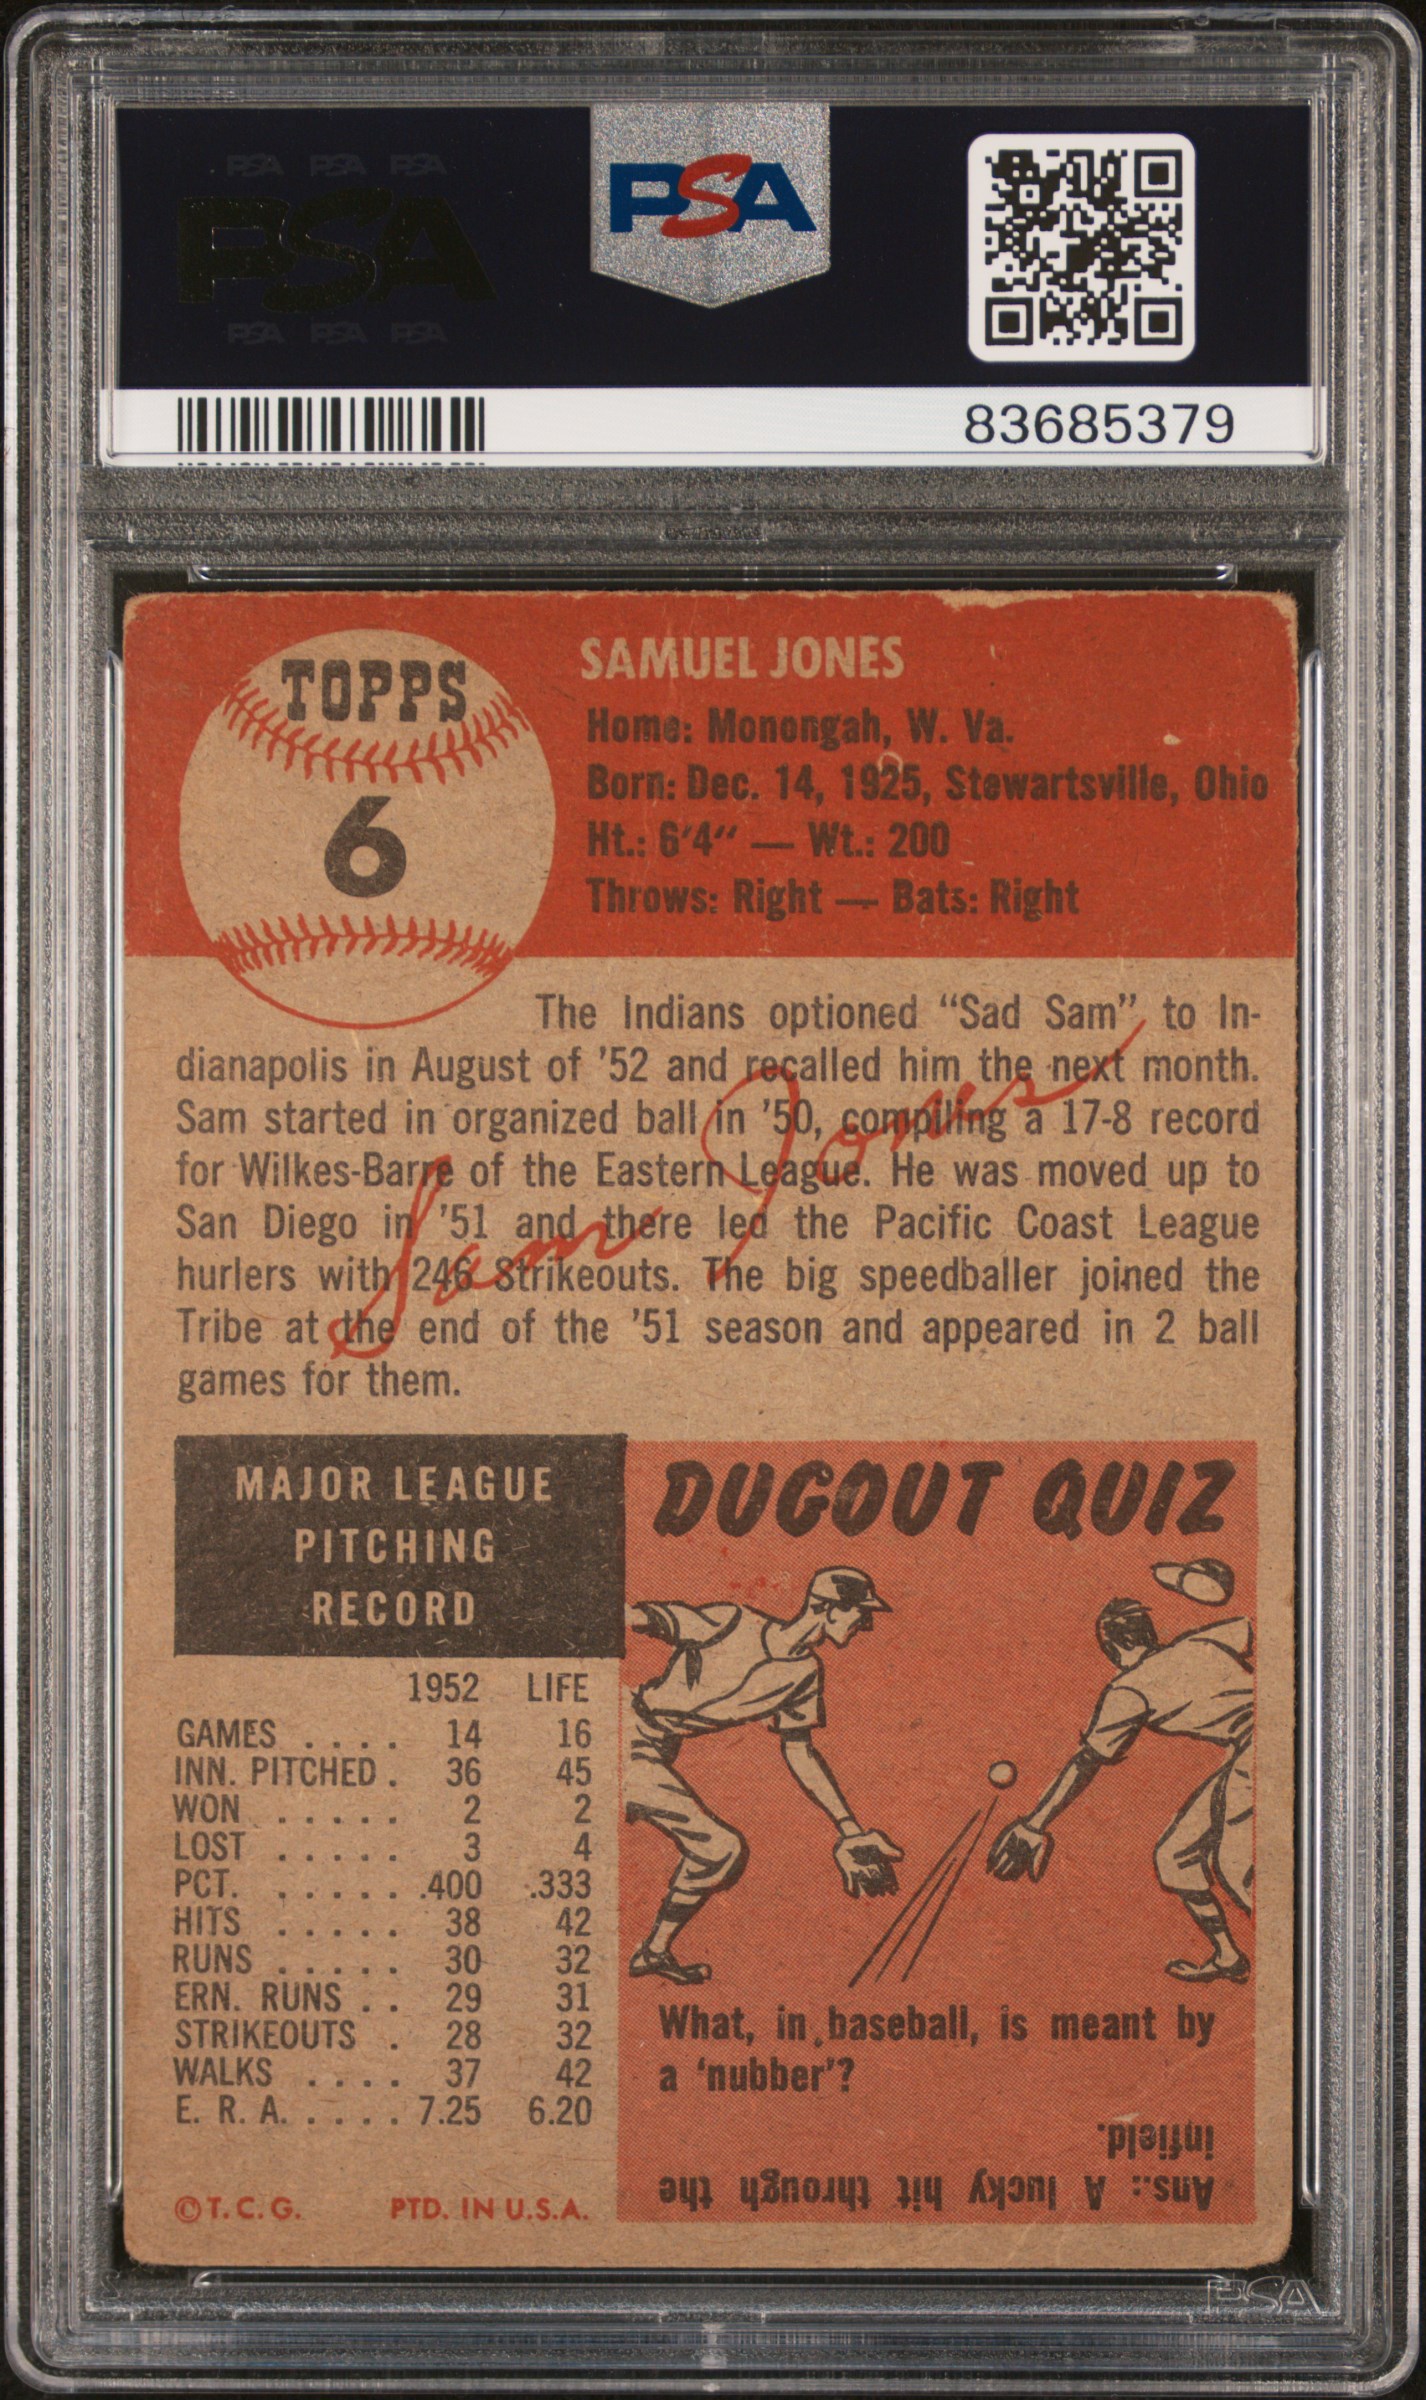 PSA PSA PSA
PSA
PSA PSA PSA
PSA
83685379
TOPPS
6
SAMUEL JONES
Home: Monongah, W. Va.
Born: Dec. 14, 1925, Stewartsville, Ohio
Ht.: 6'4" — Wt.: 200
Throws: Right — Bats: Right
The Indians optioned "Sad Sam" to In-
dianapolis in August of '52 and recalled him the next month.
Sam started in organized ball in '50, compiling a 17-8 record
for Wilkes-Barre of the Eastern League. He was moved up to
San Diego in '51 and there led the Pacific Coast League
hurlers with 246 Strikeouts. The big speedballer joined the
Tribe at the end of the '51 season and appeared in 2 ball
games for them.
Sam Jones
MAJOR LEAGUE
PITCHING
RECORD
1952 LIFE
GAMES .... 14 16
INN. PITCHED . 36 45
WON ..... 2 2
LOST ..... 3 4
PCT. ...... .400 .333
HITS ..... 38 42
RUNS ..... 30 32
ERN. RUNS .. 29 31
STRIKEOUTS . 28 32
WALKS .... 37 42
E. R. A. ..... 7.25 6.20
©T. C. G. PTD. IN U.S.A.
DUGOUT QUIZ
What, in baseball, is meant by
a 'nubber'?
Ans.: A lucky hit through the
infield.
PSA